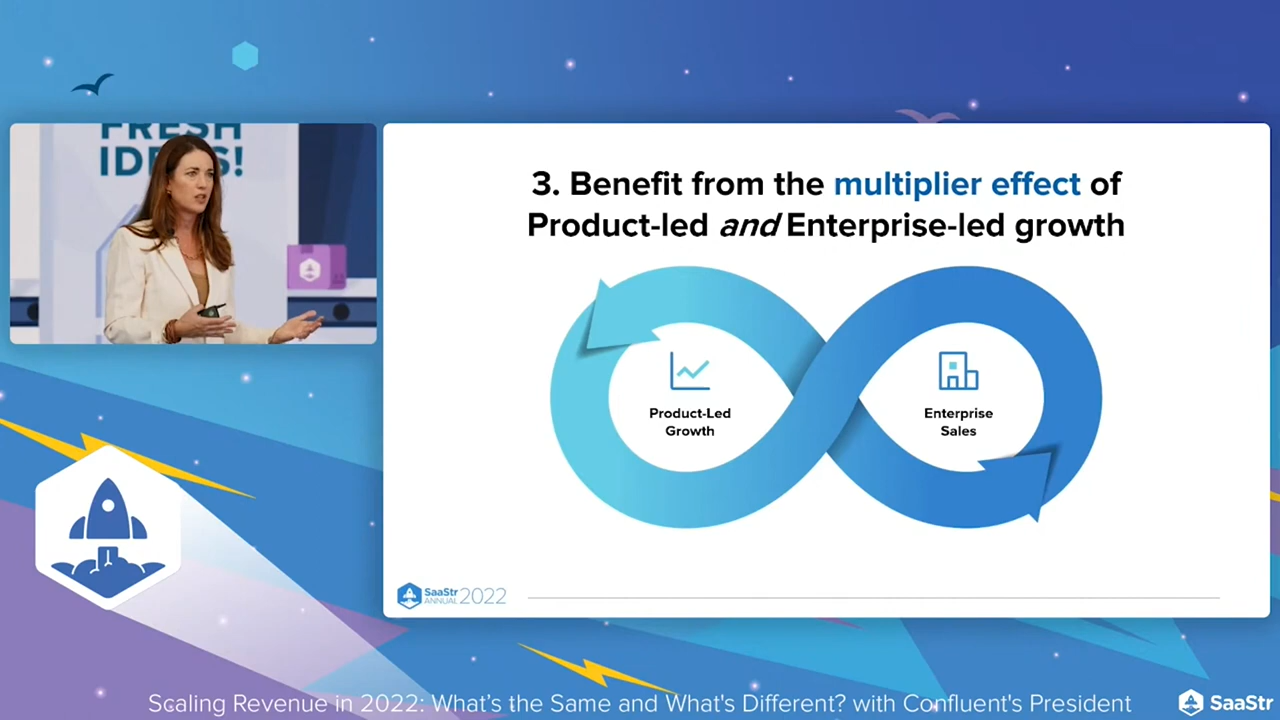 FRESH
IDEAS!
3. Benefit from the multiplier effect of
Product-led and Enterprise-led growth
Product-Led
Growth
Enterprise
Sales
SaaStr
ANNUAL 2022
Scaling Revenue in 2022: What’s the Same and What's Different? with Confluent's President
SaaStr